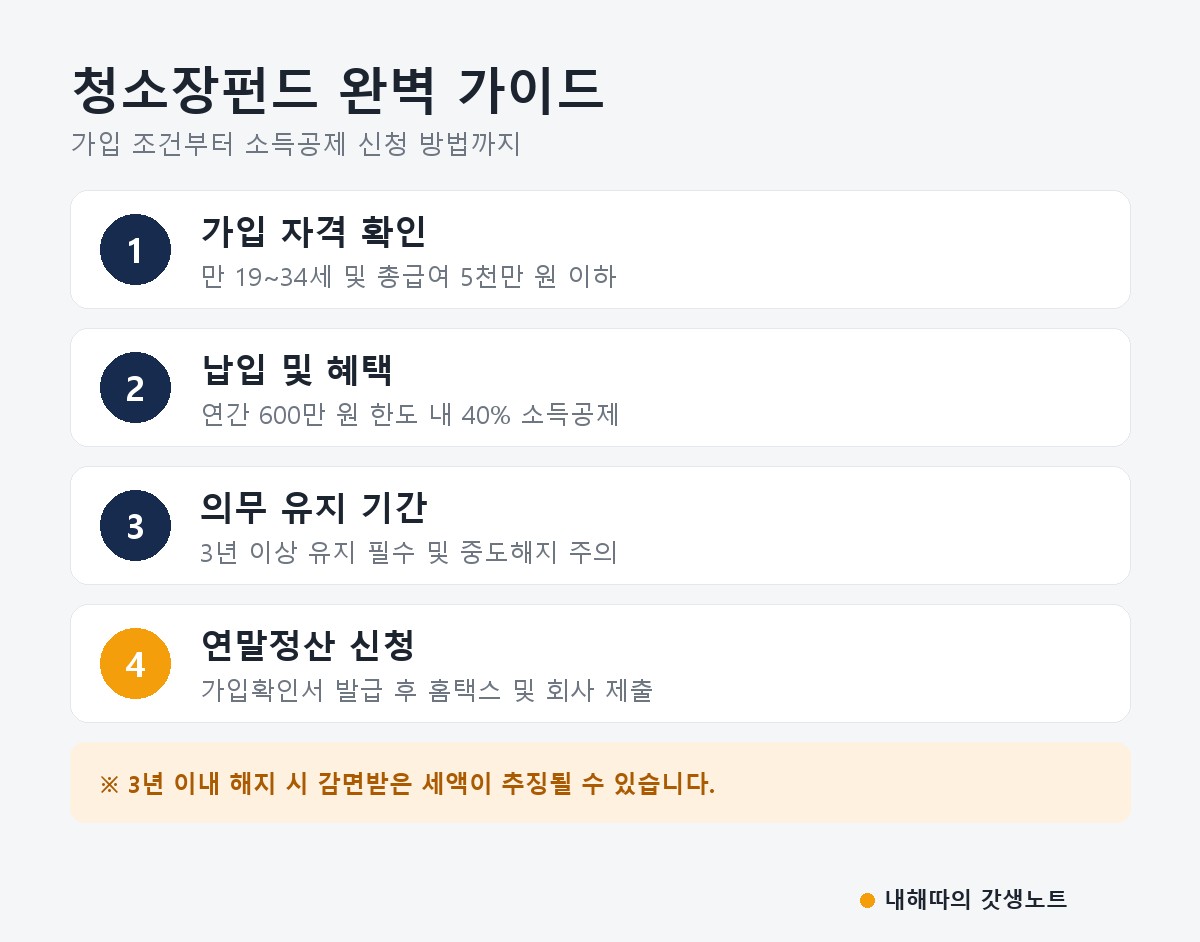 청소장펀드 완벽 가이드
가입 조건부터 소득공제 신청 방법까지
1
가입 자격 확인
만 19~34세 및 총급여 5천만 원 이하
2
납입 및 혜택
연간 600만 원 한도 내 40% 소득공제
3
의무 유지 기간
3년 이상 유지 필수 및 중도해지 주의
4
연말정산 신청
가입확인서 발급 후 홈택스 및 회사 제출
※ 3년 이내 해지 시 감면받은 세액이 추징될 수 있습니다.
내해따의 갓생노트